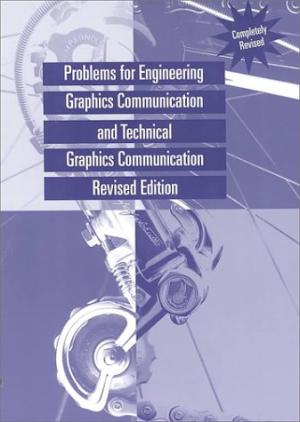 Completely
Revised
Problems for Engineering
Graphics Communication
and Technical
Graphics Communication
Revised Edition